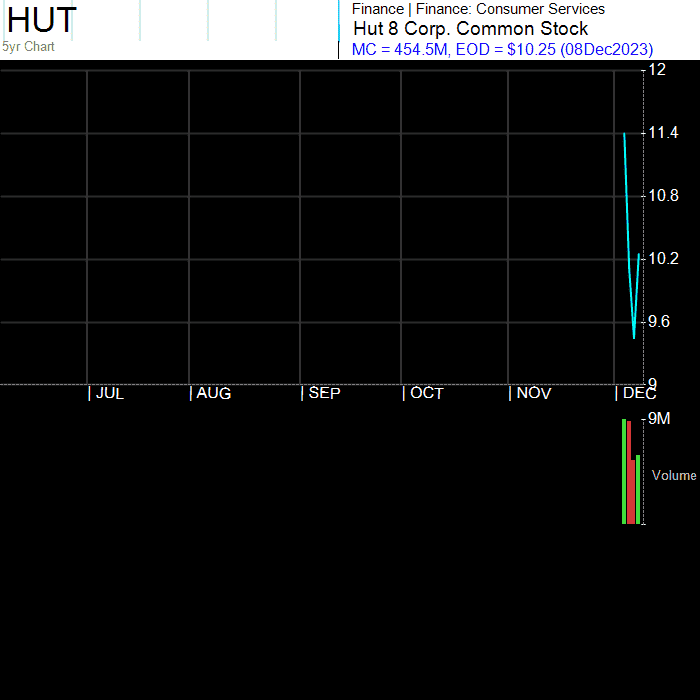 HUT
5yr Chart
Finance | Finance: Consumer Services
Hut 8 Corp. Common Stock
MC = 454.5M, EOD = $10.25 (08Dec2023)
12
11.4
10.8
10.2
9.6
9
| JUL | AUG | SEP | OCT | NOV | DEC
9M
Volume